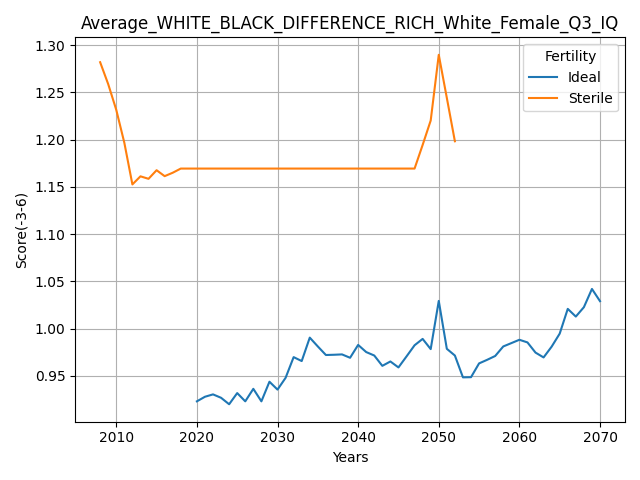 Average_WHITE_BLACK_DIFFERENCE_RICH_White_Female_Q3_IQ
Fertility
Ideal
Sterile
Score(-3-6)
1.30
1.25
1.20
1.15
1.10
1.05
1.00
0.95
2010 2020 2030 2040 2050 2060 2070
Years